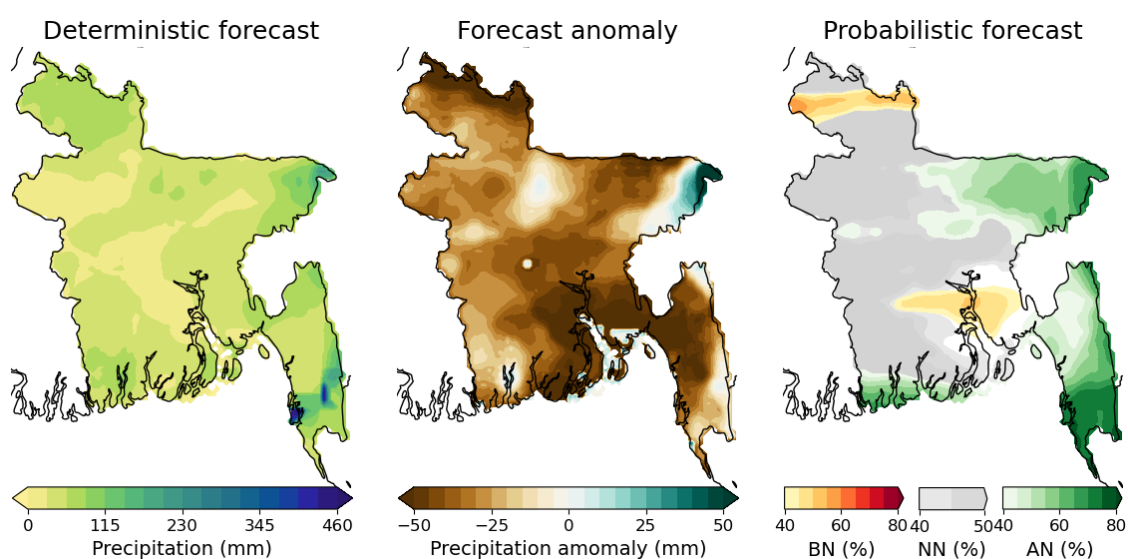 Deterministic forecast
Forecast anomaly
Probabilistic forecast
0 115 230 345 460
Precipitation (mm)
−50 −25 0 25 50
Precipitation amomaly (mm)
40 60 80
BN (%)
40 50
NN (%)
40 60 80
AN (%)